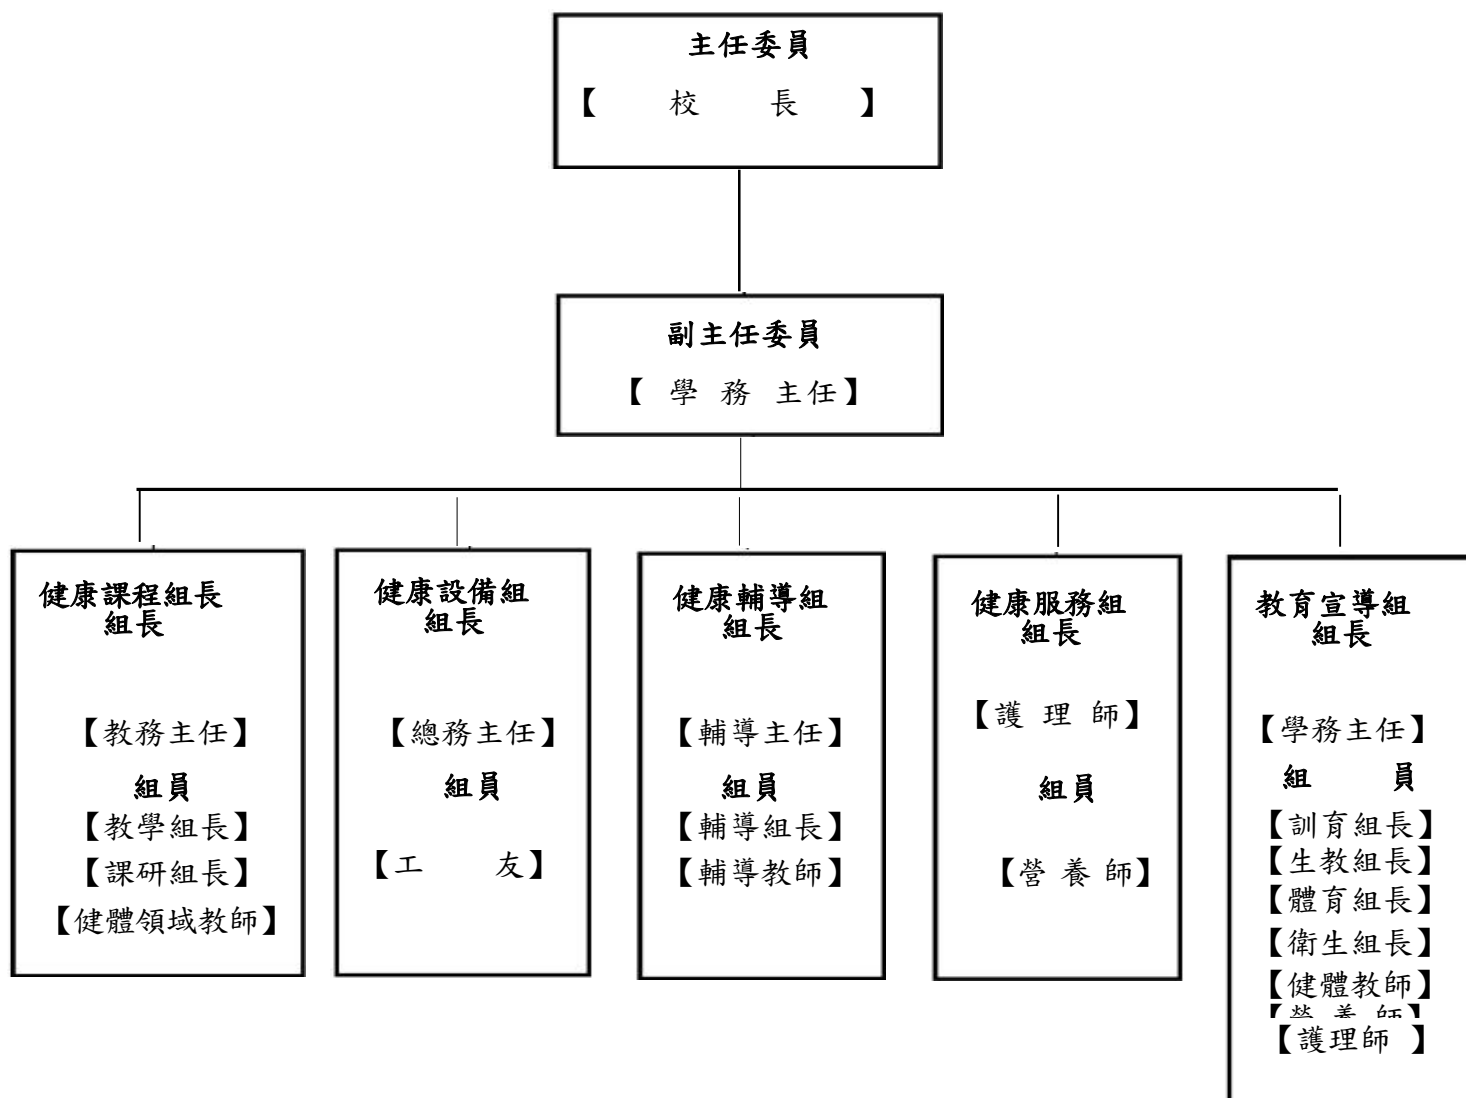 主任委員
【 校 長 】
副主任委員
【 學 務 主任】
健康課程組長
組長
【教務主任】
組員
【教學組長】
【課研組長】
【健體領域教師】
健康設備組
組長
【總務主任】
組員
【工 友】
健康輔導組
組長
【輔導主任】
組員
【輔導組長】
【輔導教師】
健康服務組
組長
【護 理 師】
組員
【營 養 師】
教育宣導組
組長
【學務主任】
組 員
【訓育組長】
【生教組長】
【體育組長】
【衛生組長】
【健體教師】
【營 養 師】
【護理師 】